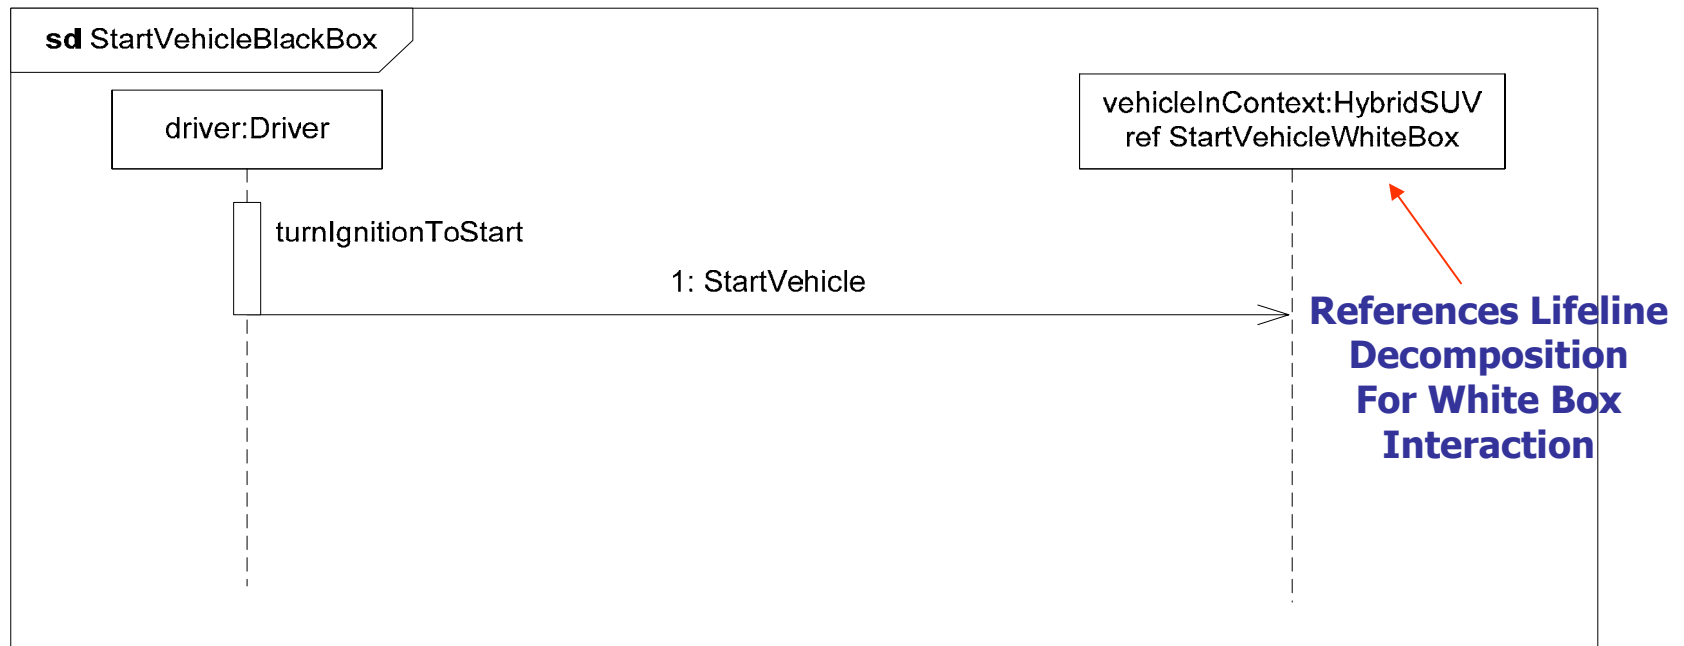 sd StartVehicleBlackBox
driver:Driver
vehicleInContext:HybridSUV
ref StartVehicleWhiteBox
turnIgnitionToStart
1: StartVehicle
References Lifeline
Decomposition
For White Box
Interaction